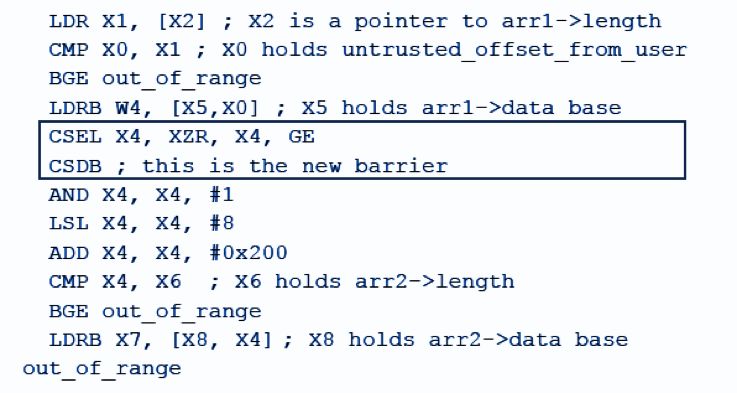 LDR X1, [X2] ; X2 is a pointer to arr1->length
CMP X0, X1 ; X0 holds untrusted_offset_from_user
BGE out_of_range
LDRB W4, [X5,X0] ; X5 holds arr1->data base
CSEL X4, XZR, X4, GE
CSDB ; this is the new barrier
AND X4, X4, #1
LSL X4, X4, #8
ADD X4, X4, #0x200
CMP X4, X6 ; X6 holds arr2->length
BGE out_of_range
LDRB X7, [X8, X4] ; X8 holds arr2->data base
out_of_range